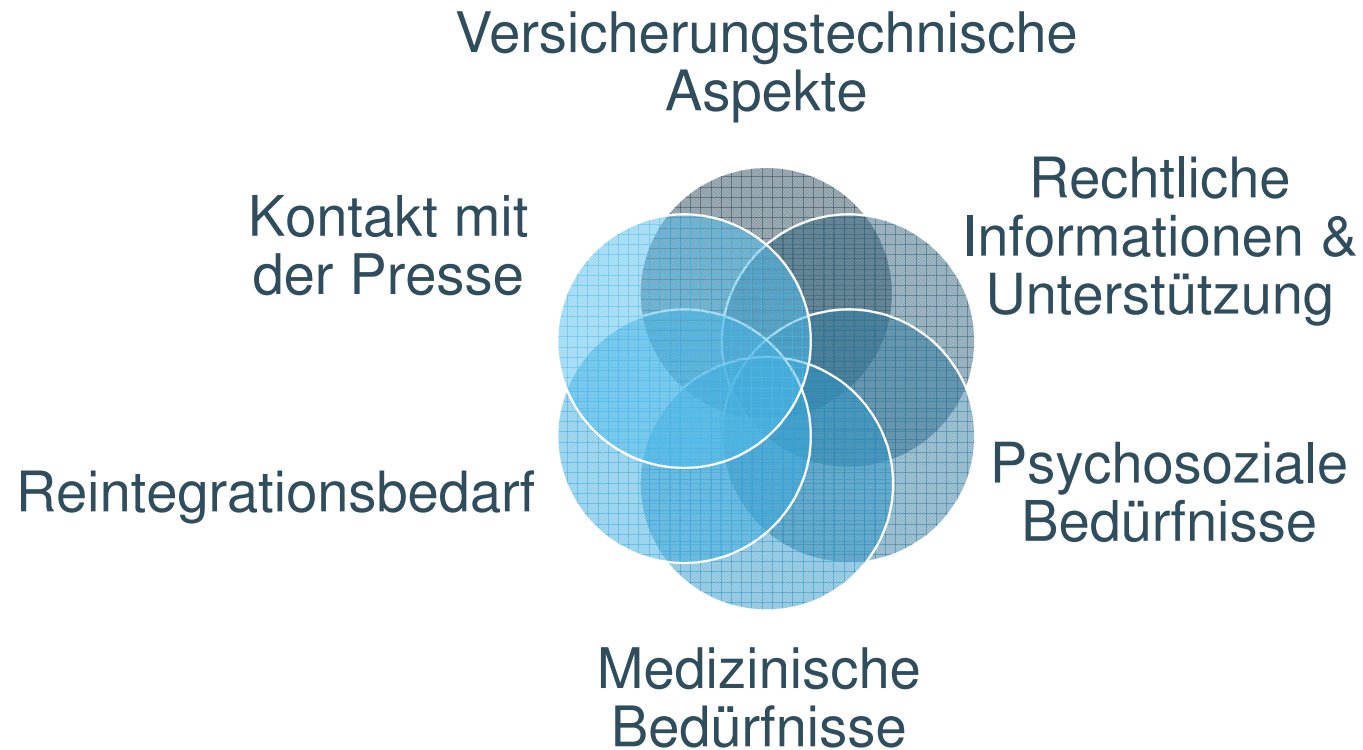 Versicherungstechnische
Aspekte
Rechtliche
Informationen &
Unterstützung
Psychosoziale
Bedürfnisse
Medizinische
Bedürfnisse
Reintegrationsbedarf
Kontakt mit
der Presse